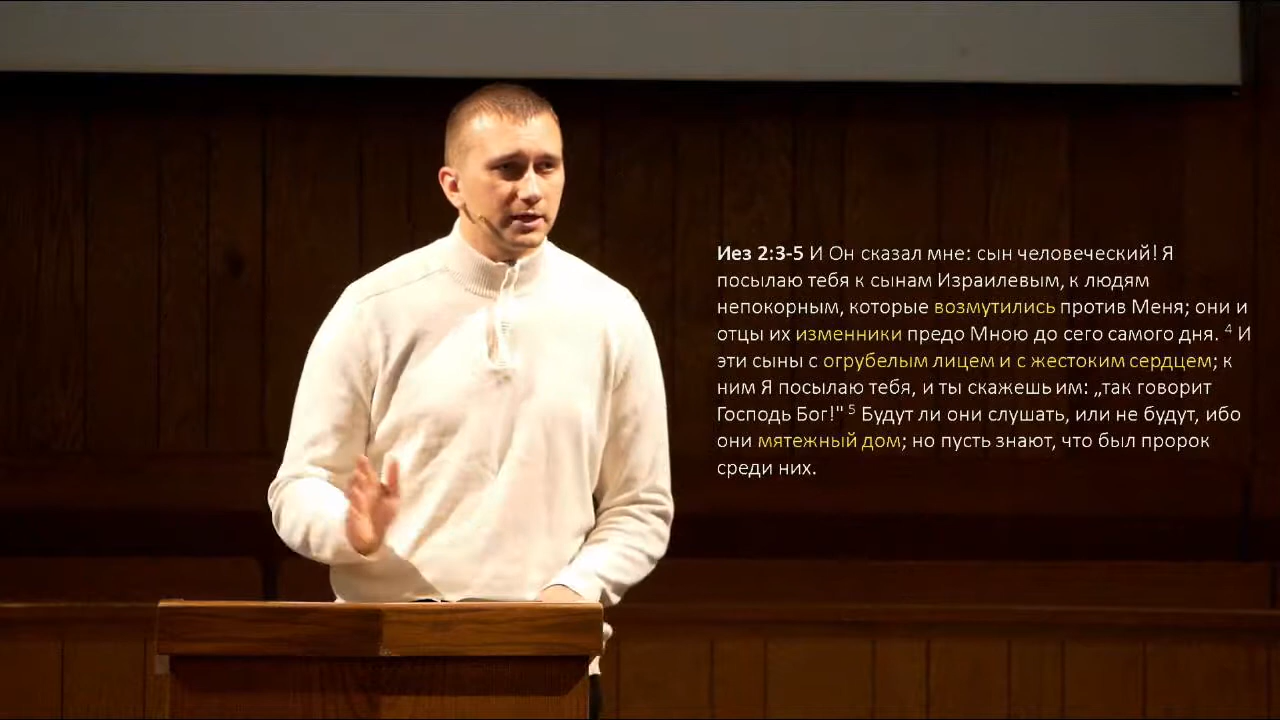 Иез 2:3-5 И Он сказал мне: сын человеческий! Я
посылаю тебя к сынам Израилевым, к людям
непокорным, которые возмутились против Меня; они и
отцы их изменники предо Мною до сего самого дня. ⁴ И
эти сыны с огрубелым лицем и с жестоким сердцем; к
ним Я посылаю тебя, и ты скажешь им: „так говорит
Господь Бог!" ⁵ Будут ли они слушать, или не будут, ибо
они мятежный дом; но пусть знают, что был пророк
среди них.